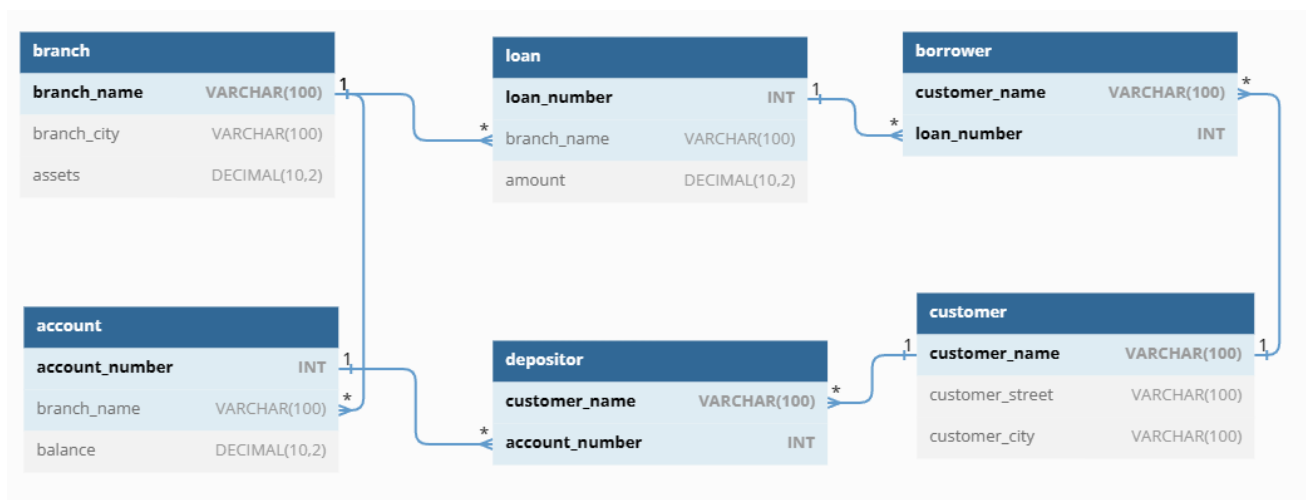 branch
branch_name VARCHAR(100)
branch_city VARCHAR(100)
assets DECIMAL(10,2)
1
*
loan
loan_number INT
branch_name VARCHAR(100)
amount DECIMAL(10,2)
1
*
borrower
customer_name VARCHAR(100)
loan_number INT
*
account
account_number INT
branch_name VARCHAR(100)
balance DECIMAL(10,2)
1
*
*
depositor
customer_name VARCHAR(100)
account_number INT
*
1
customer
customer_name VARCHAR(100)
customer_street VARCHAR(100)
customer_city VARCHAR(100)
1